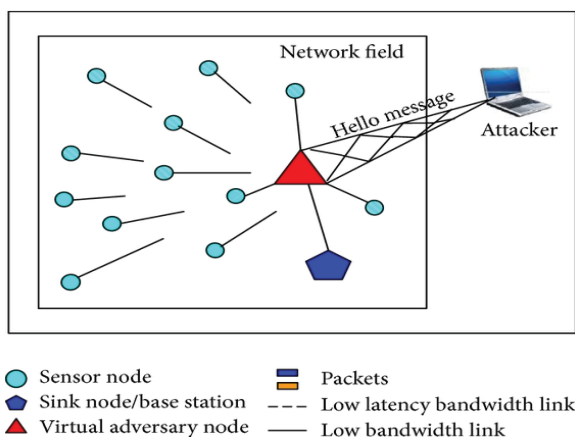 Network field
Hello message
Attacker
Sensor node
Sink node/base station
Virtual adversary node
Packets
Low latency bandwidth link
Low bandwidth link